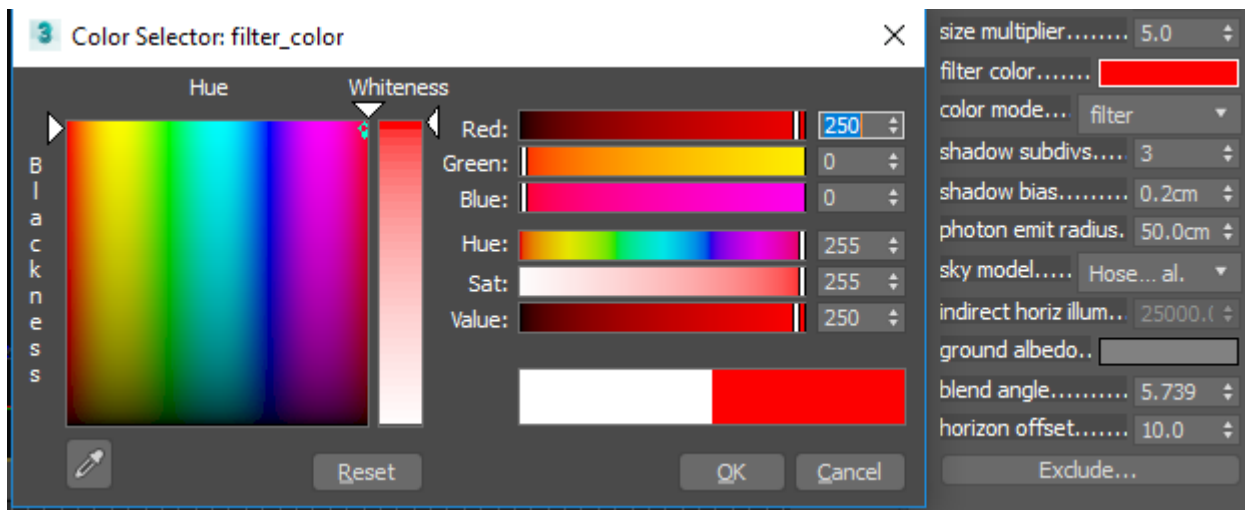 3 Color Selector: filter_color
Hue Whiteness
Blackness
Red: 250
Green: 0
Blue: 0
Hue: 255
Sat: 255
Value: 250
Reset OK Cancel
size multiplier........ 5.0
filter color.......
color mode... filter
shadow subdivs.... 3
shadow bias......... 0.2cm
photon emit radius. 50.0cm
sky model..... Hose... al.
indirect horiz illum.. 25000.(
ground albedo..
blend angle.......... 5.739
horizon offset....... 10.0
Exclude...